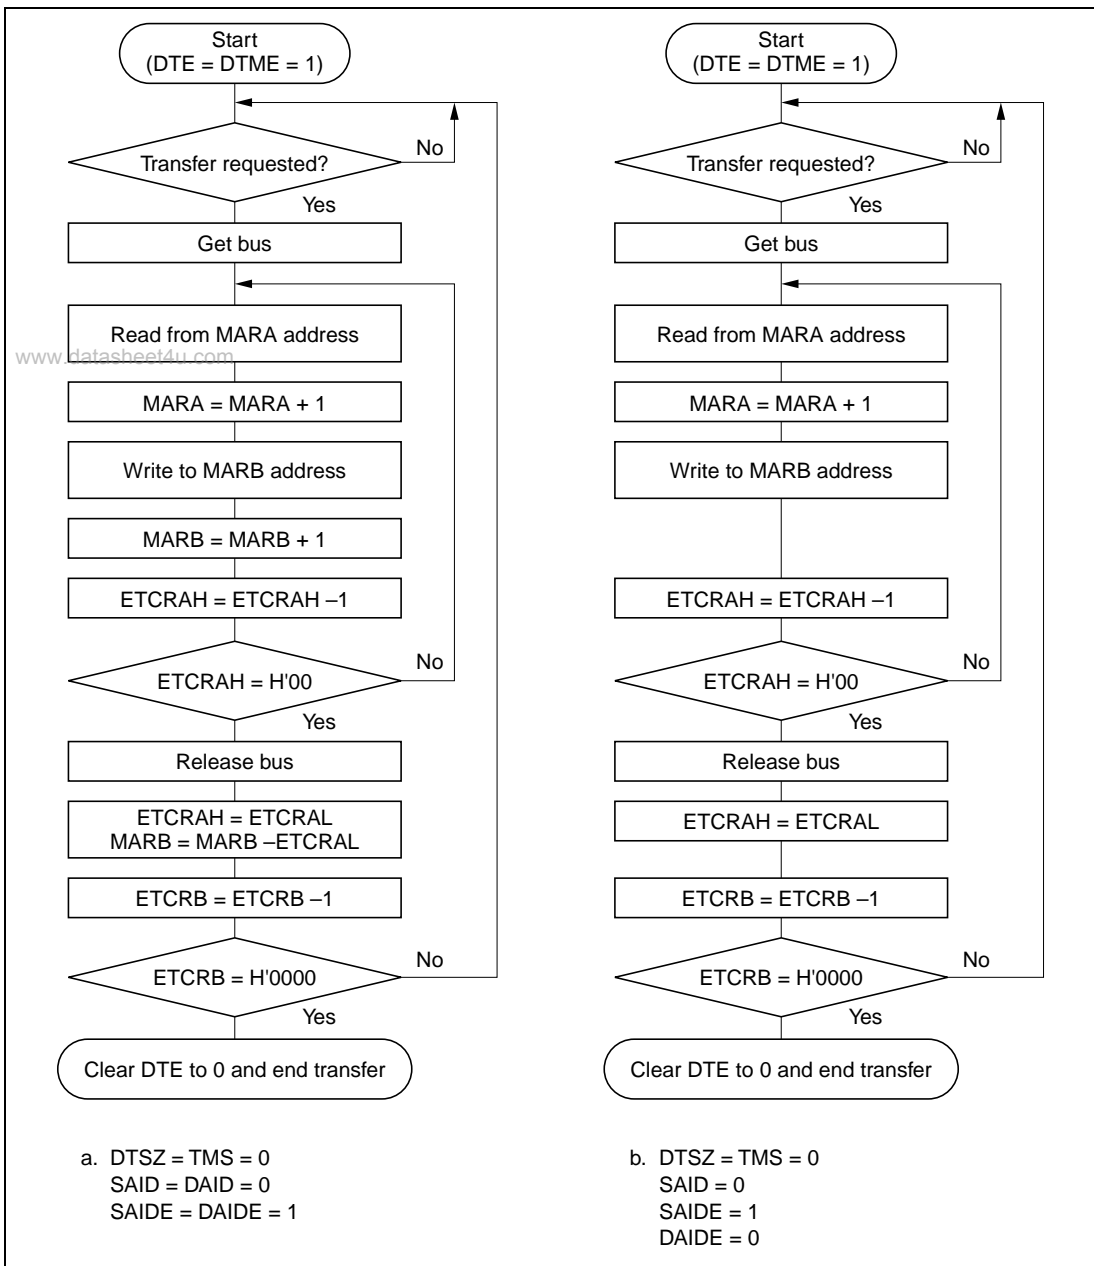 Start
(DTE = DTME = 1)
Transfer requested?
No
Yes
Get bus
Read from MARA address
www.datasheet4u.com
MARA = MARA + 1
Write to MARB address
MARB = MARB + 1
ETCRAH = ETCRAH –1
ETCRAH = H'00
No
Yes
Release bus
ETCRAH = ETCRAL
MARB = MARB –ETCRAL
ETCRB = ETCRB –1
ETCRB = H'0000
No
Yes
Clear DTE to 0 and end transfer
a. DTSZ = TMS = 0
SAID = DAID = 0
SAIDE = DAIDE = 1
Start
(DTE = DTME = 1)
Transfer requested?
No
Yes
Get bus
Read from MARA address
MARA = MARA + 1
Write to MARB address
ETCRAH = ETCRAH –1
ETCRAH = H'00
No
Yes
Release bus
ETCRAH = ETCRAL
ETCRB = ETCRB –1
ETCRB = H'0000
No
Yes
Clear DTE to 0 and end transfer
b. DTSZ = TMS = 0
SAID = 0
SAIDE = 1
DAIDE = 0